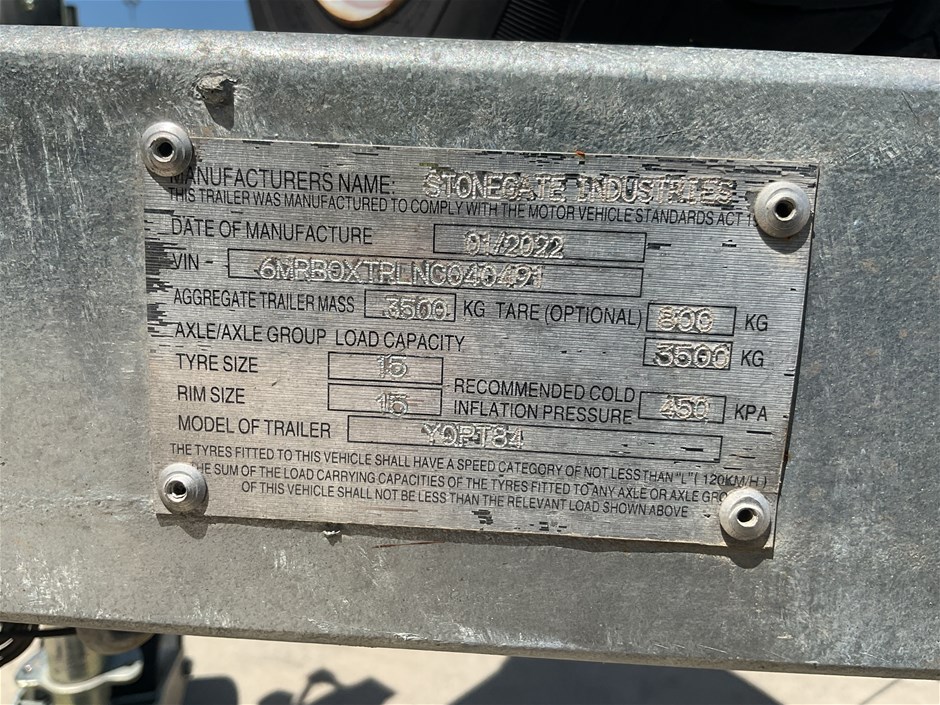 MANUFACTURERS NAME: STONEGATE INDUSTRIES
THIS TRAILER WAS MANUFACTURED TO COMPLY WITH THE MOTOR VEHICLE STANDARDS ACT 1
DATE OF MANUFACTURE 01/2022
VIN - 6MRBOXTRLNC040491
AGGREGATE TRAILER MASS 3500 KG TARE (OPTIONAL) 800 KG
AXLE/AXLE GROUP LOAD CAPACITY 3500 KG
TYRE SIZE 15
RIM SIZE 15 RECOMMENDED COLD INFLATION PRESSURE 450 KPA
MODEL OF TRAILER YOPT84
THE TYRES FITTED TO THIS VEHICLE SHALL HAVE A SPEED CATEGORY OF NOT LESS THAN "L" ( 120KM/H )
THE SUM OF THE LOAD CARRYING CAPACITIES OF THE TYRES FITTED TO ANY AXLE OR AXLE GRO
OF THIS VEHICLE SHALL NOT BE LESS THAN THE RELEVANT LOAD SHOWN ABOVE